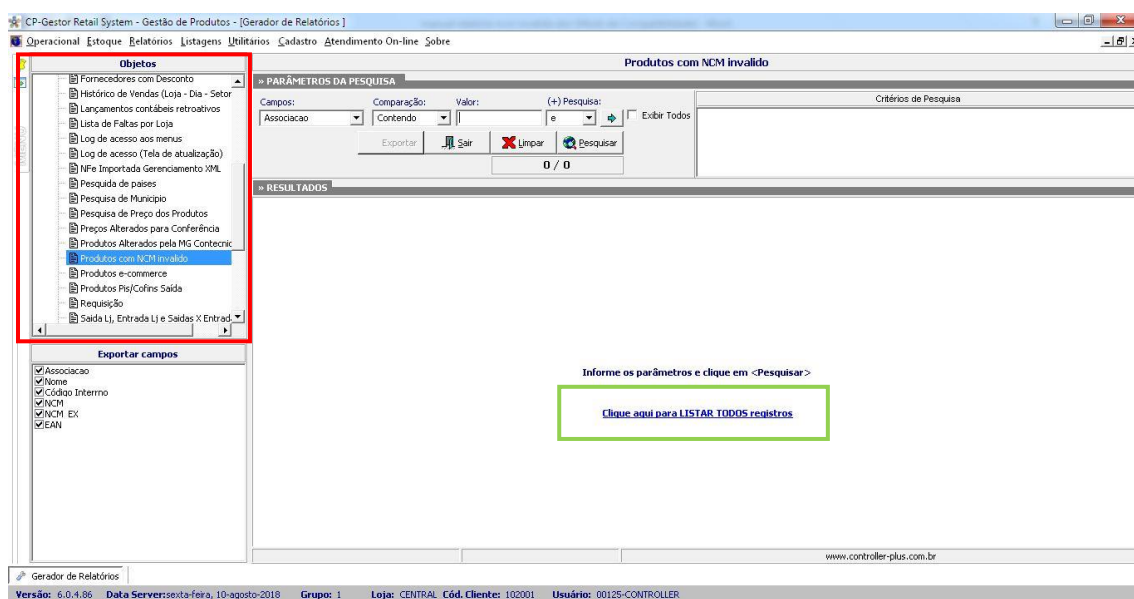 CP-Gestor Retail System - Gestão de Produtos - [Gerador de Relatórios ]
Operacional Estoque Relatórios Listagens Utilitários Cadastro Atendimento On-line Sobre
Objetos
Fornecedores com Desconto
Histórico de Vendas (Loja - Dia - Setor
Lançamentos contábeis retroativos
Lista de Faltas por Loja
Log de acesso aos menus
Log de acesso (Tela de atualização)
NFe Importada Gerenciamento XML
Pesquida de paises
Pesquisa de Municipio
Pesquisa de Preço dos Produtos
Preços Alterados para Conferência
Produtos Alterados pela MG Contecnic
Produtos com NCM invalido
Produtos e-commerce
Produtos Pis/Cofins Saída
Requisição
Saida Lj, Entrada Lj e Saidas X Entrad
Exportar campos
Associacao
Nome
Código Interrno
NCM
NCM EX
EAN
Produtos com NCM invalido
» PARÂMETROS DA PESQUISA
Campos: Comparação: Valor: (+) Pesquisa:
Associacao Contendo e Exibir Todos
Exportar Sair Limpar Pesquisar
0 / 0
Critérios de Pesquisa
» RESULTADOS
Informe os parâmetros e clique em <Pesquisar>
Clique aqui para LISTAR TODOS registros
www.controller-plus.com.br
Gerador de Relatórios
Versão: 6.0.4.86 Data Server:sexta-feira, 10-agosto-2018 Grupo: 1 Loja: CENTRAL Cód. Cliente: 102001 Usuário: 00125-CONTROLLER